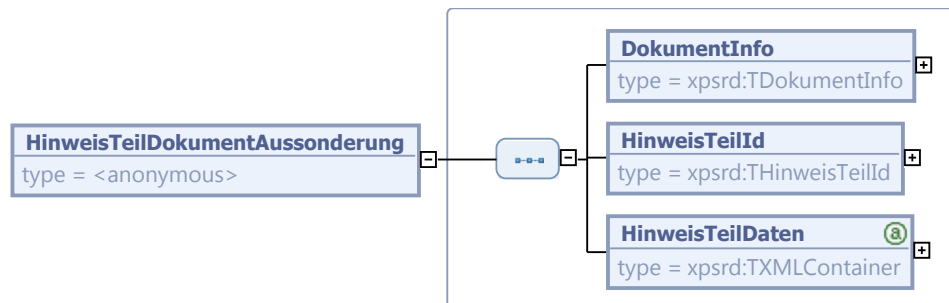 DokumentInfo
type = xpsrd:TDokumentInfo
HinweisTeilDokumentAussonderung
type = <anonymous>
HinweisTeilId
type = xpsrd:THinweisTeilId
HinweisTeilDaten
a
type = xpsrd:TXMLContainer